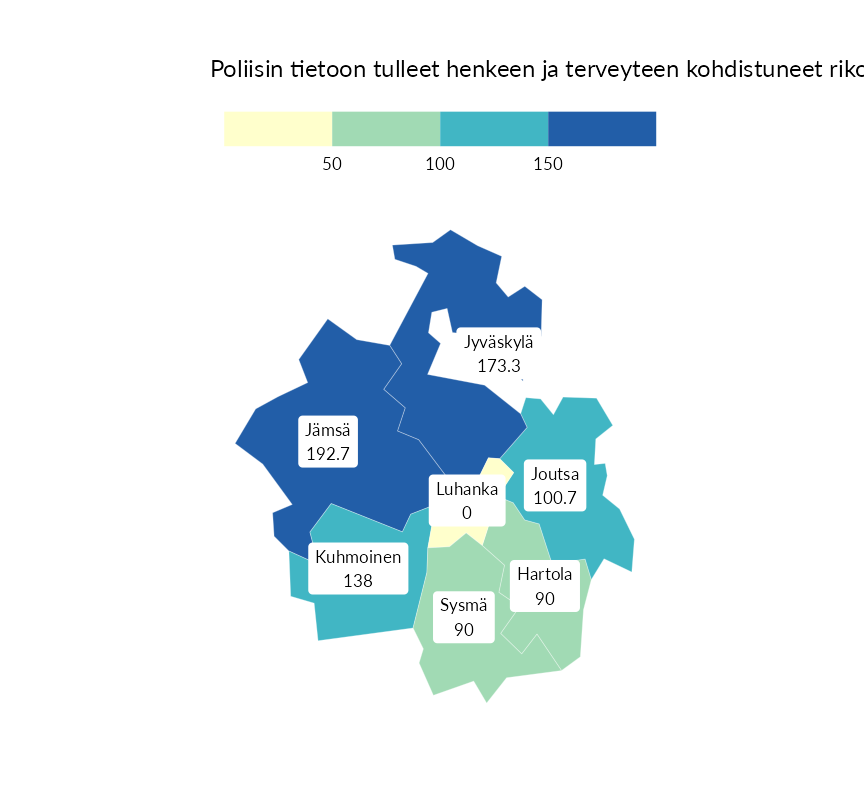 Poliisin tietoon tulleet henkeen ja terveyteen kohdistuneet
50 100 150
Jyväskylä
173.3
Jämsä
192.7
Joutsa
100.7
Luhanka
0
Kuhmoinen
138
Hartola
90
Sysmä
90